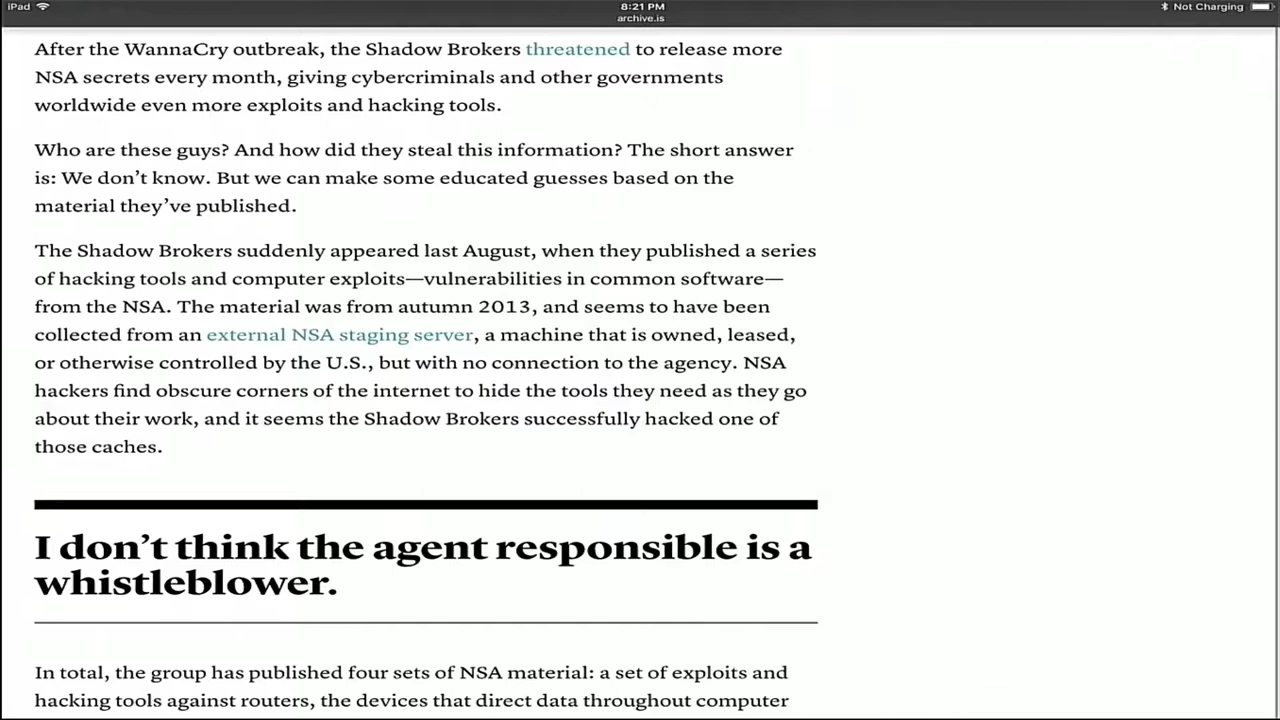 iPad 8:21 PM Not Charging
archive.is
After the WannaCry outbreak, the Shadow Brokers threatened to release more
NSA secrets every month, giving cybercriminals and other governments
worldwide even more exploits and hacking tools.
Who are these guys? And how did they steal this information? The short answer
is: We don’t know. But we can make some educated guesses based on the
material they’ve published.
The Shadow Brokers suddenly appeared last August, when they published a series
of hacking tools and computer exploits—vulnerabilities in common software—
from the NSA. The material was from autumn 2013, and seems to have been
collected from an external NSA staging server, a machine that is owned, leased,
or otherwise controlled by the U.S., but with no connection to the agency. NSA
hackers find obscure corners of the internet to hide the tools they need as they go
about their work, and it seems the Shadow Brokers successfully hacked one of
those caches.
I don’t think the agent responsible is a
whistleblower.
In total, the group has published four sets of NSA material: a set of exploits and
hacking tools against routers, the devices that direct data throughout computer